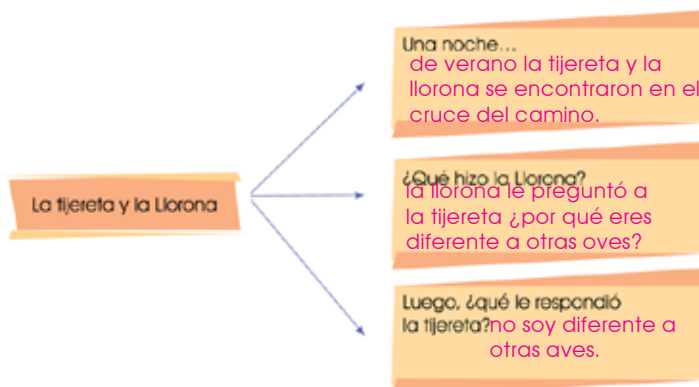 La tijereta y la Llorona
Una noche...
de verano la tijereta y la
llorona se encontraron en el
cruce del camino.
¿Qué hizo la Llorona?
la llorona le preguntó a
la tijereta ¿por qué eres
diferente a otras oves?
Luego, ¿qué le respondió
la tijereta?no soy diferente a
otras aves.